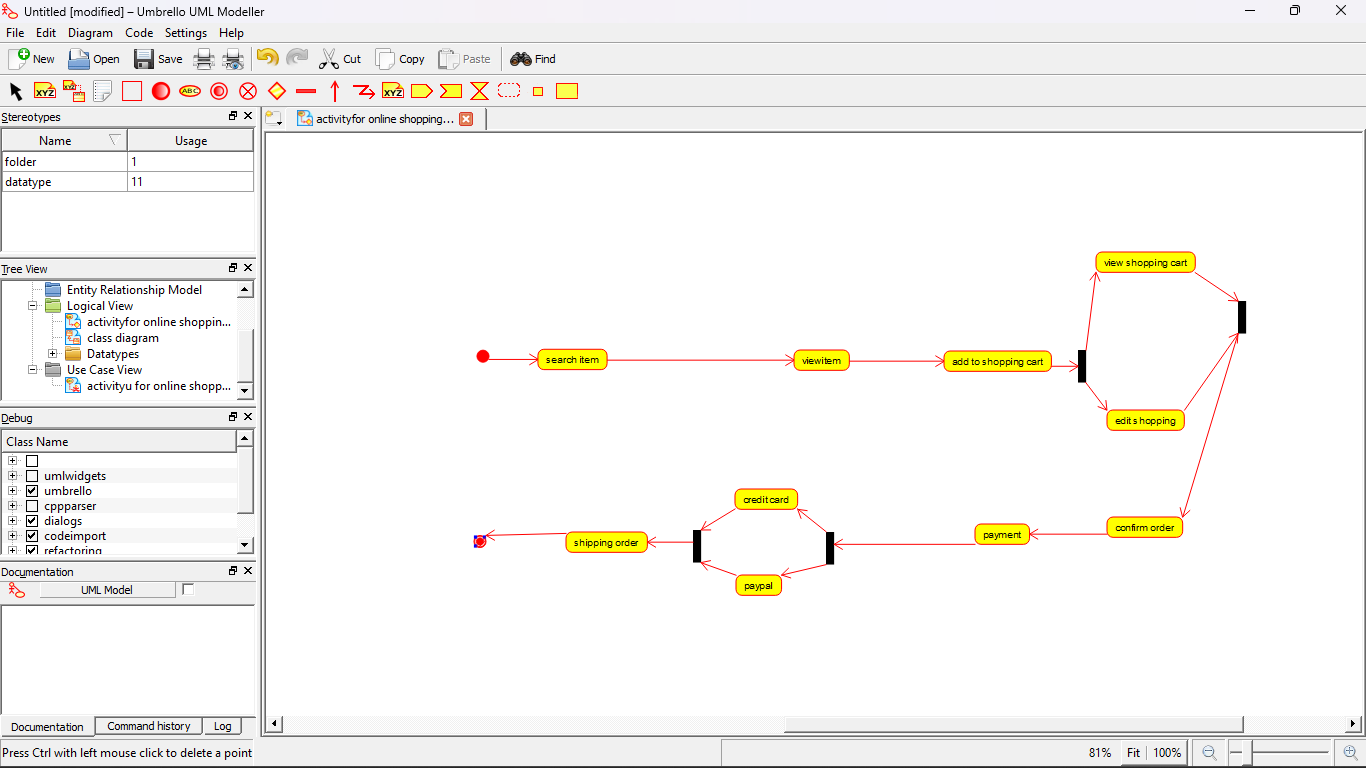 Untitled [modified] – Umbrello UML Modeller
File Edit Diagram Code Settings Help
New Open Save Cut Copy Paste Find
XYZ XYZ ABC XYZ
Stereotypes
activityfor online shopping...
Name Usage
folder 1
datatype 11
Tree View
Entity Relationship Model
Logical View
activityfor online shoppin...
class diagram
Datatypes
Use Case View
activityu for online shopp...
Debug
Class Name
umlwidgets
umbrello
cppparser
dialogs
codeimport
refactoring
Documentation
UML Model
Documentation Command history Log
Press Ctrl with left mouse click to delete a point
view shopping cart
search item
viewitem
add to shopping cart
edits hopping
credit card
confirm order
payment
shipping order
paypal
81% Fit 100%